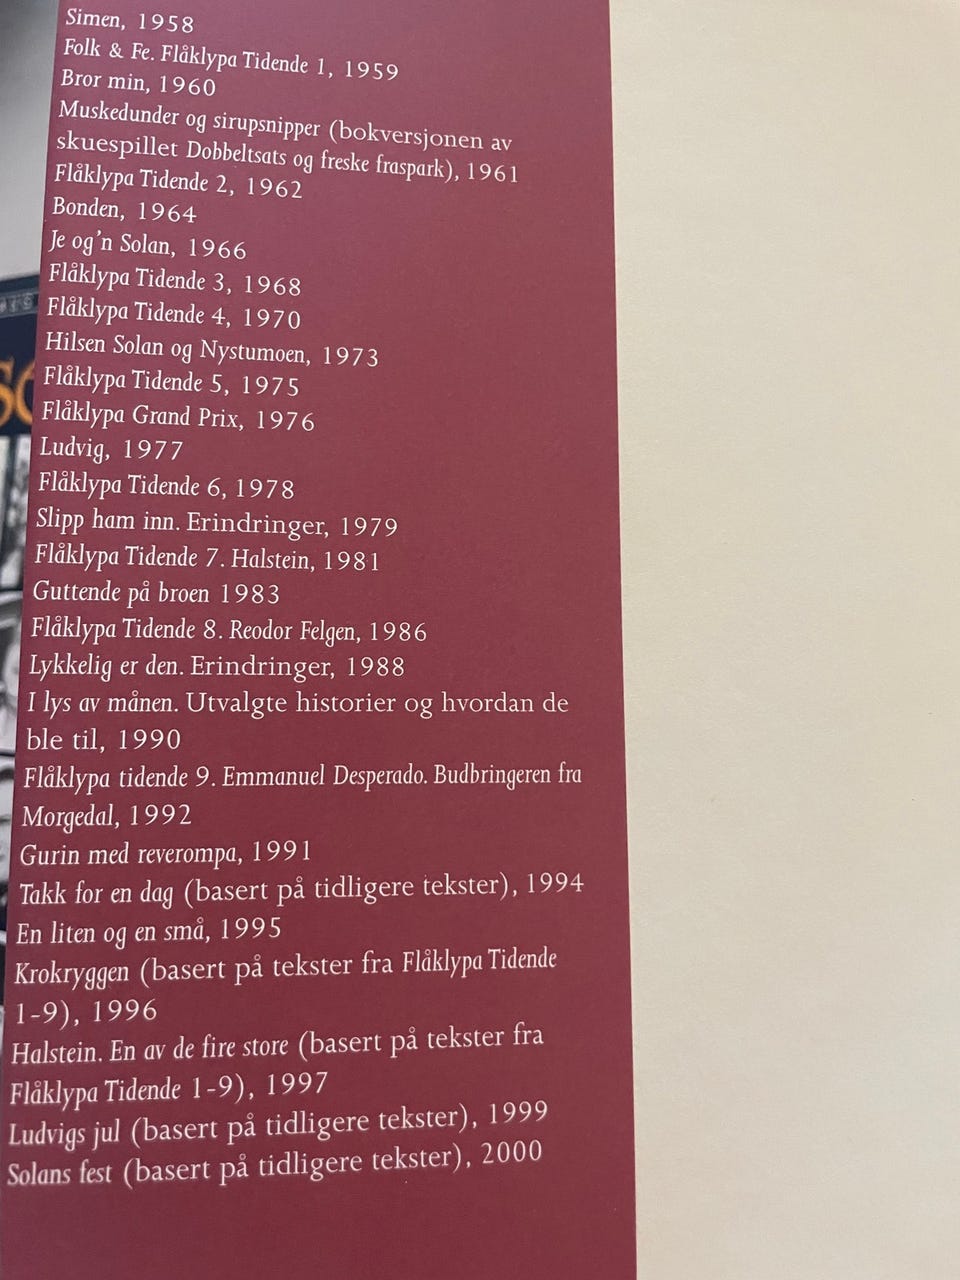 Simen, 1958
Folk & Fe. Flåklypa Tidende 1, 1959
Bror min, 1960
Muskedunder og sirupsnipper (bokversjonen av
skuespillet Dobbeltsats og freske fraspark), 1961
Flåklypa Tidende 2, 1962
Bonden, 1964
Je og'n Solan, 1966
Flåklypa Tidende 3, 1968
Flåklypa Tidende 4, 1970
Hilsen Solan og Nystumoen, 1973
Flåklypa Tidende 5, 1975
Flåklypa Grand Prix, 1976
Ludvig, 1977
Flåklypa Tidende 6, 1978
Slipp ham inn. Erindringer, 1979
Flåklypa Tidende 7. Halstein, 1981
Guttende på broen 1983
Flåklypa Tidende 8. Reodor Felgen, 1986
Lykkelig er den. Erindringer, 1988
I lys av månen. Utvalgte historier og hvordan de
ble til, 1990
Flåklypa tidende 9. Emmanuel Desperado. Budbringeren fra
Morgedal, 1992
Gurin med reverompa, 1991
Takk for en dag (basert på tidligere tekster), 1994
En liten og en små, 1995
Krokryggen (basert på tekster fra Flåklypa Tidende
1-9), 1996
Halstein. En av de fire store (basert på tekster fra
Flåklypa Tidende 1-9), 1997
Ludvigs jul (basert på tidligere tekster), 1999
Solans fest (basert på tidligere tekster), 2000